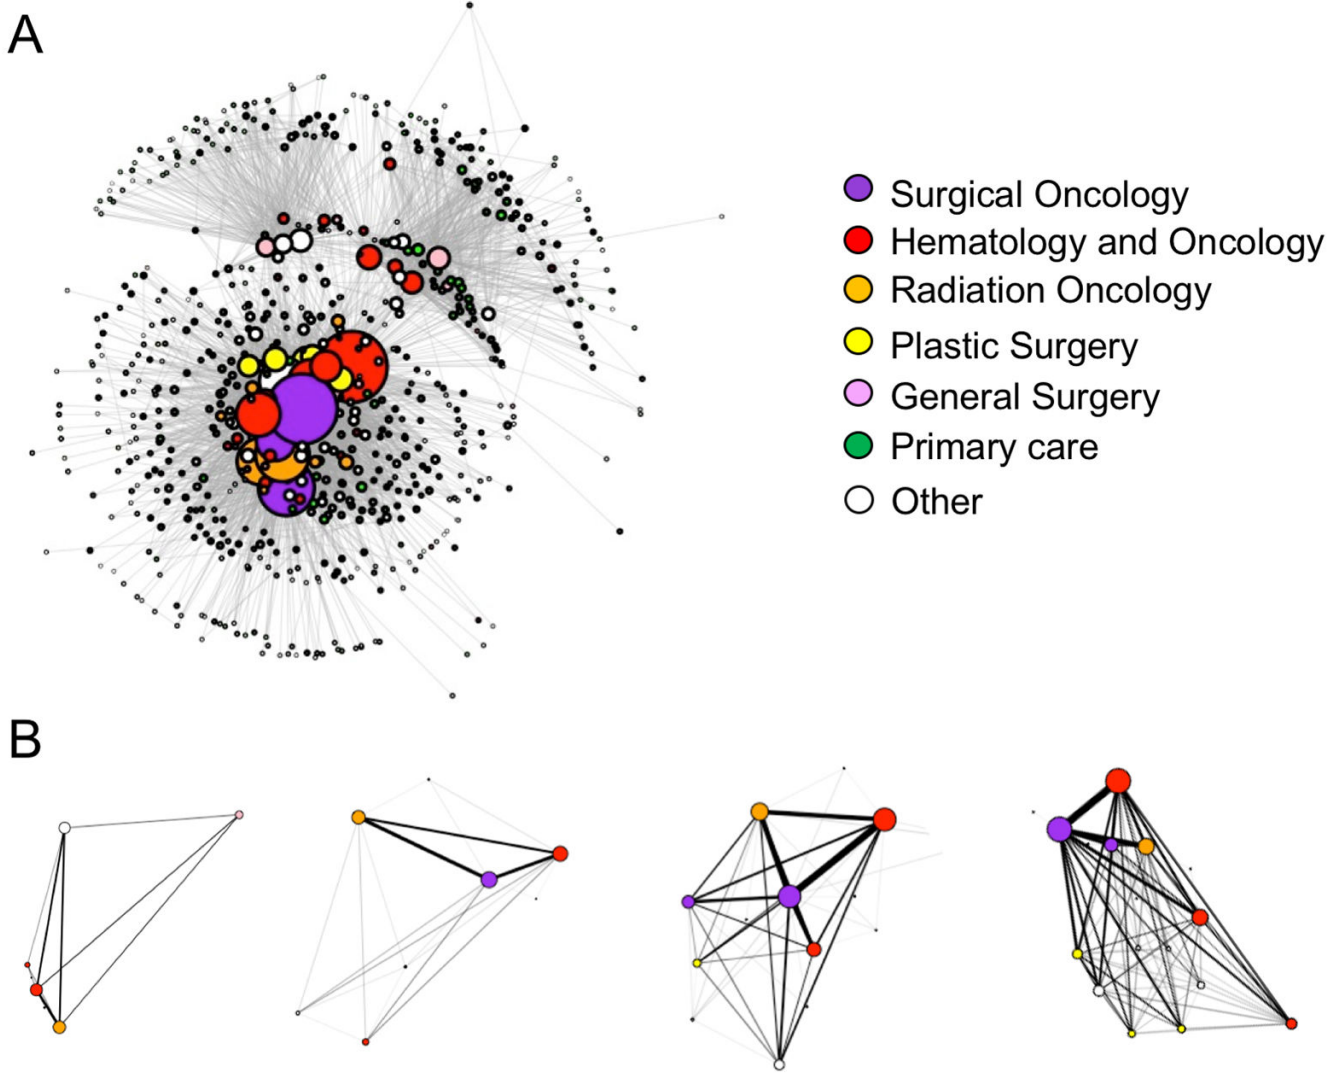 A
Surgical Oncology
Hematology and Oncology
Radiation Oncology
Plastic Surgery
General Surgery
Primary care
Other
B